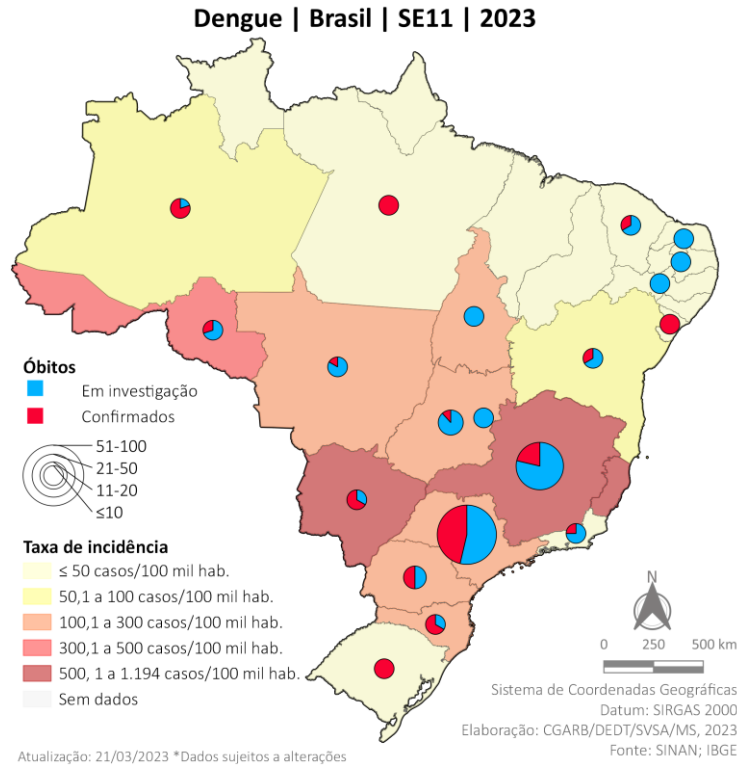 Dengue | Brasil | SE11 | 2023
Óbitos
Em investigação
Confirmados
51-100
21-50
11-20
≤10
Taxa de incidência
≤ 50 casos/100 mil hab.
50,1 a 100 casos/100 mil hab.
100,1 a 300 casos/100 mil hab.
300,1 a 500 casos/100 mil hab.
500, 1 a 1.194 casos/100 mil hab.
Sem dados
N
0 250 500 km
Sistema de Coordenadas Geográficas
Datum: SIRGAS 2000
Elaboração: CGARB/DEDT/SVSA/MS, 2023
Fonte: SINAN; IBGE
Atualização: 21/03/2023 *Dados sujeitos a alterações